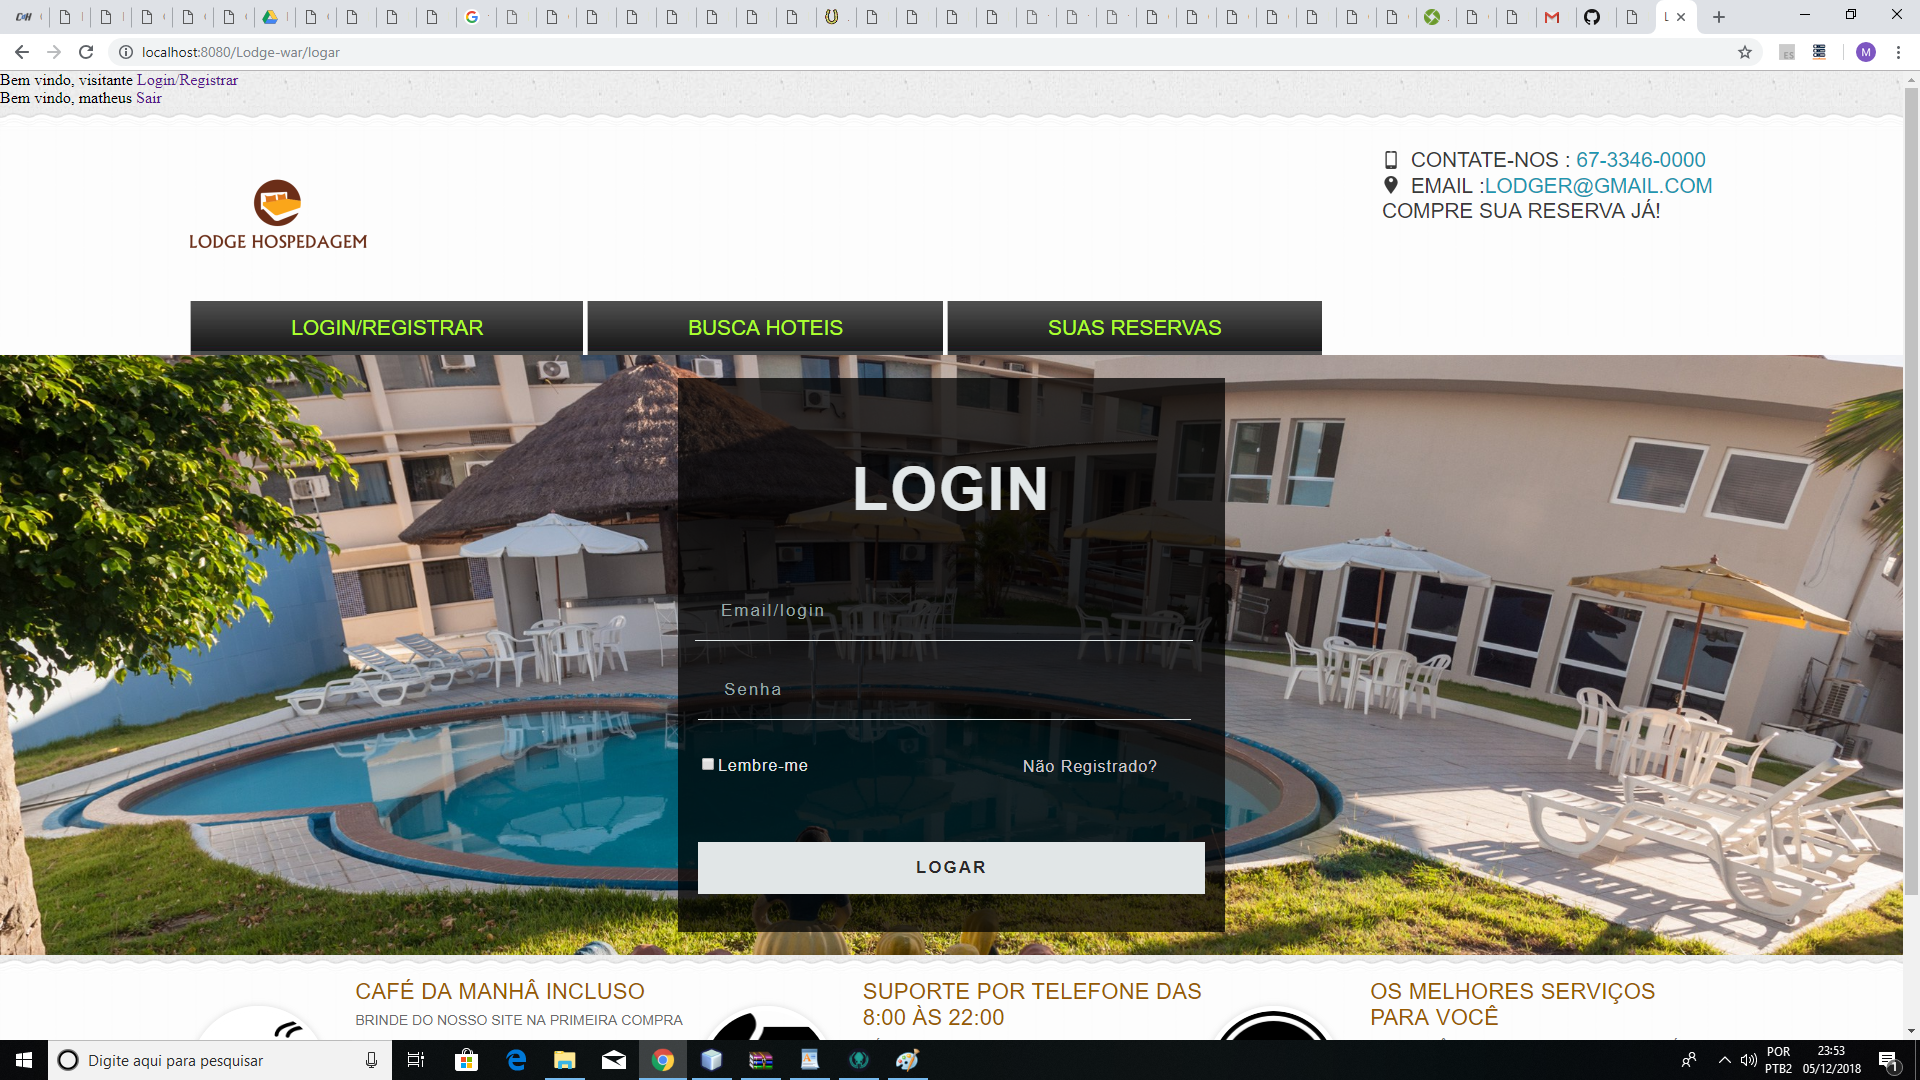 localhost:8080/Lodge-war/logar
Bem vindo, visitante Login/Registrar
Bem vindo, matheus Sair
CONTATE-NOS : 67-3346-0000
EMAIL :LODGER@GMAIL.COM
COMPRE SUA RESERVA JÁ!
LODGE HOSPEDAGEM
LOGIN/REGISTRAR
BUSCA HOTEIS
SUAS RESERVAS
LOGIN
Email/login
Senha
Lembre-me
Não Registrado?
LOGAR
CAFÉ DA MANHÂ INCLUSO
BRINDE DO NOSSO SITE NA PRIMEIRA COMPRA
SUPORTE POR TELEFONE DAS
8:00 ÀS 22:00
OS MELHORES SERVIÇOS
PARA VOCÊ
Digite aqui para pesquisar
POR
PTB2
23:53
05/12/2018
1